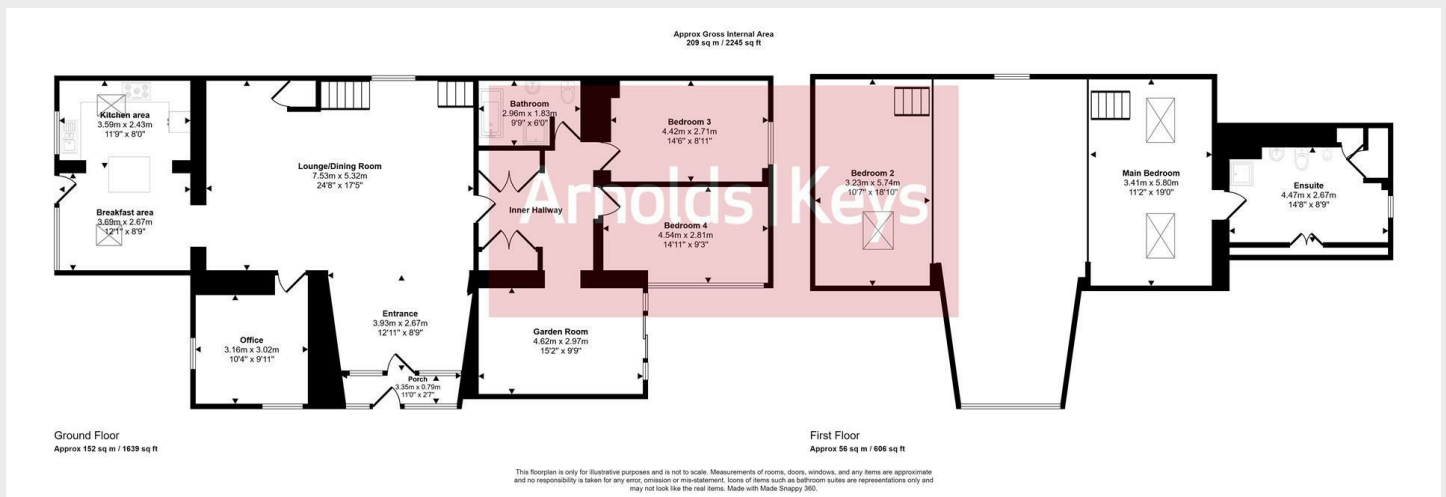 Approx Gross Internal Area
209 sq m / 2245 sq ft
Kitchen area
3.59m x 2.43m
11'9" x 8'0"
Breakfast area
3.69m x 2.67m
12'1" x 8'9"
Lounge/Dining Room
7.53m x 5.32m
24'8" x 17'5"
Office
3.16m x 3.02m
10'4" x 9'11"
Entrance
3.93m x 2.67m
12'11" x 8'9"
Porch
3.35m x 0.79m
11'0" x 2'7"
Bathroom
2.96m x 1.83m
9'9" x 6'0"
Inner Hallway
Bedroom 3
4.42m x 2.71m
14'6" x 8'11"
Arnolds | Keys
Bedroom 4
4.54m x 2.81m
14'11" x 9'3"
Garden Room
4.62m x 2.97m
15'2" x 9'9"
Bedroom 2
3.23m x 5.74m
10'7" x 18'10"
Main Bedroom
3.41m x 5.80m
11'2" x 19'0"
Ensuite
4.47m x 2.67m
14'8" x 8'9"
Ground Floor
Approx 152 sq m / 1639 sq ft
First Floor
Approx 56 sq m / 606 sq ft
This floorplan is only for illustrative purposes and is not to scale. Measurements of rooms, doors, windows, and any items are approximate
and no responsibility is taken for any error, omission or mis-statement. Icons of items such as bathroom suites are representations only and
may not look like the real items. Made with Made Snappy 360.